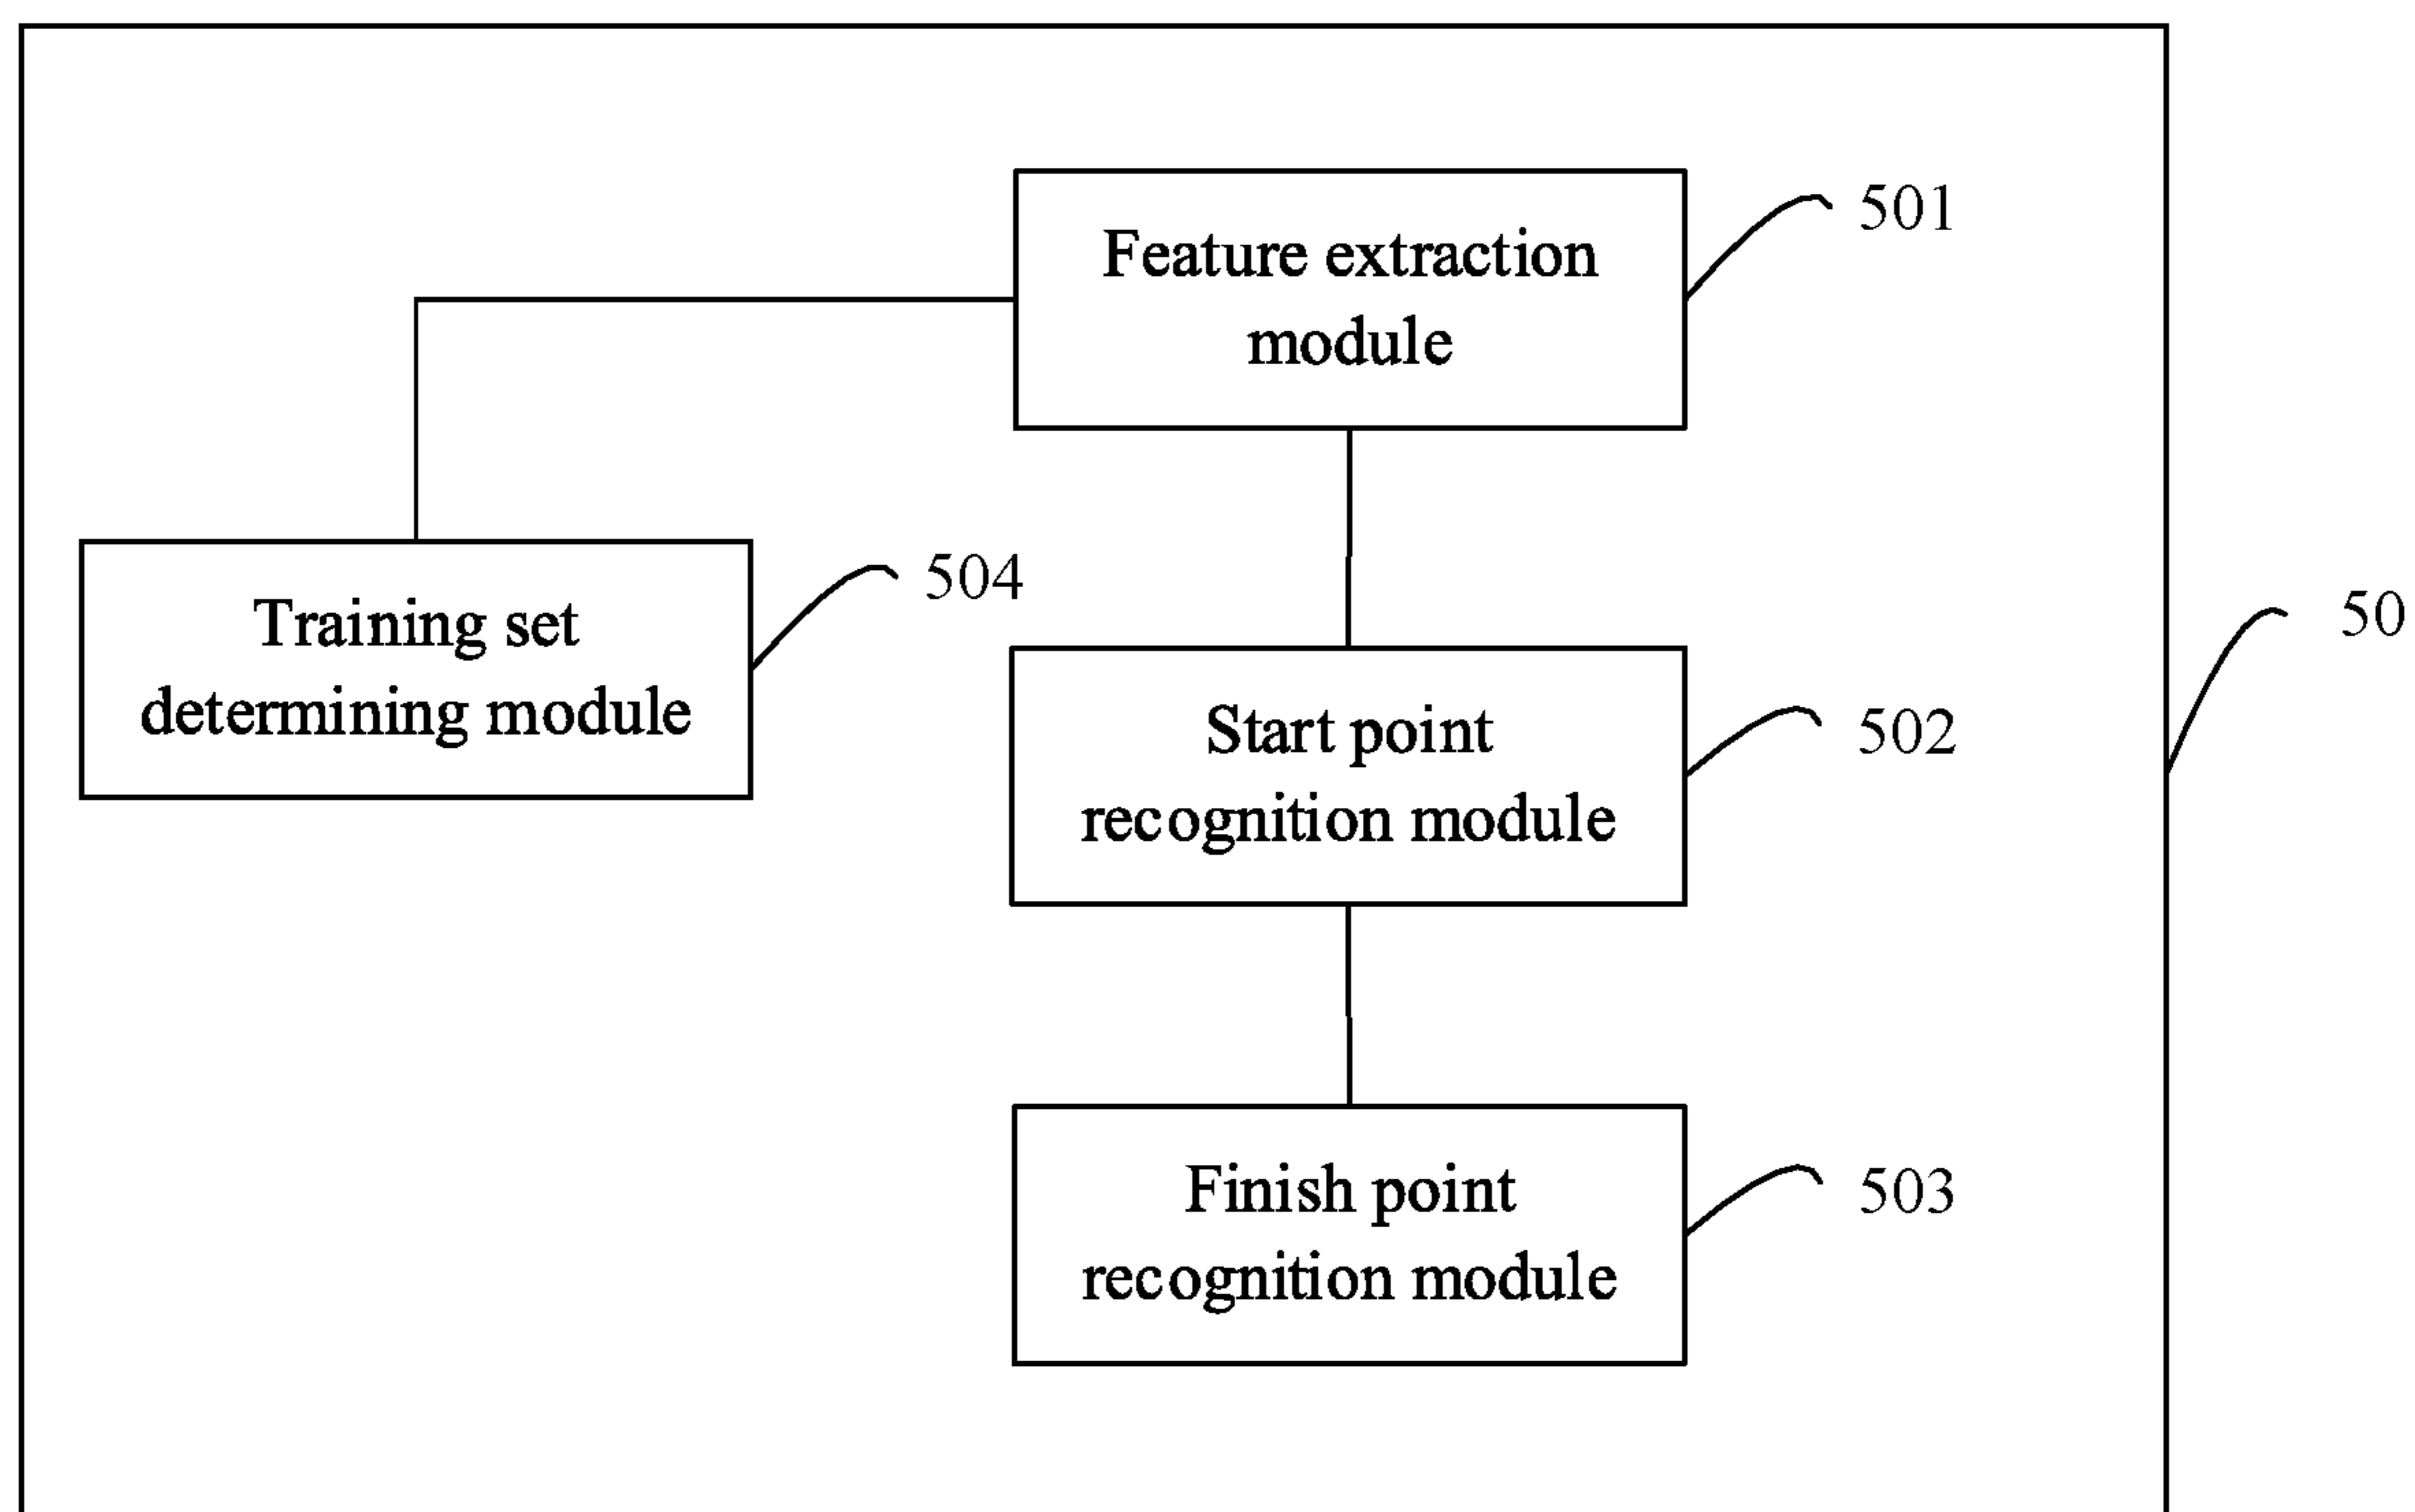 Feature extraction
module
501
Training set
determining module
504
50
Start point
recognition module
502
Finish point
recognition module
503